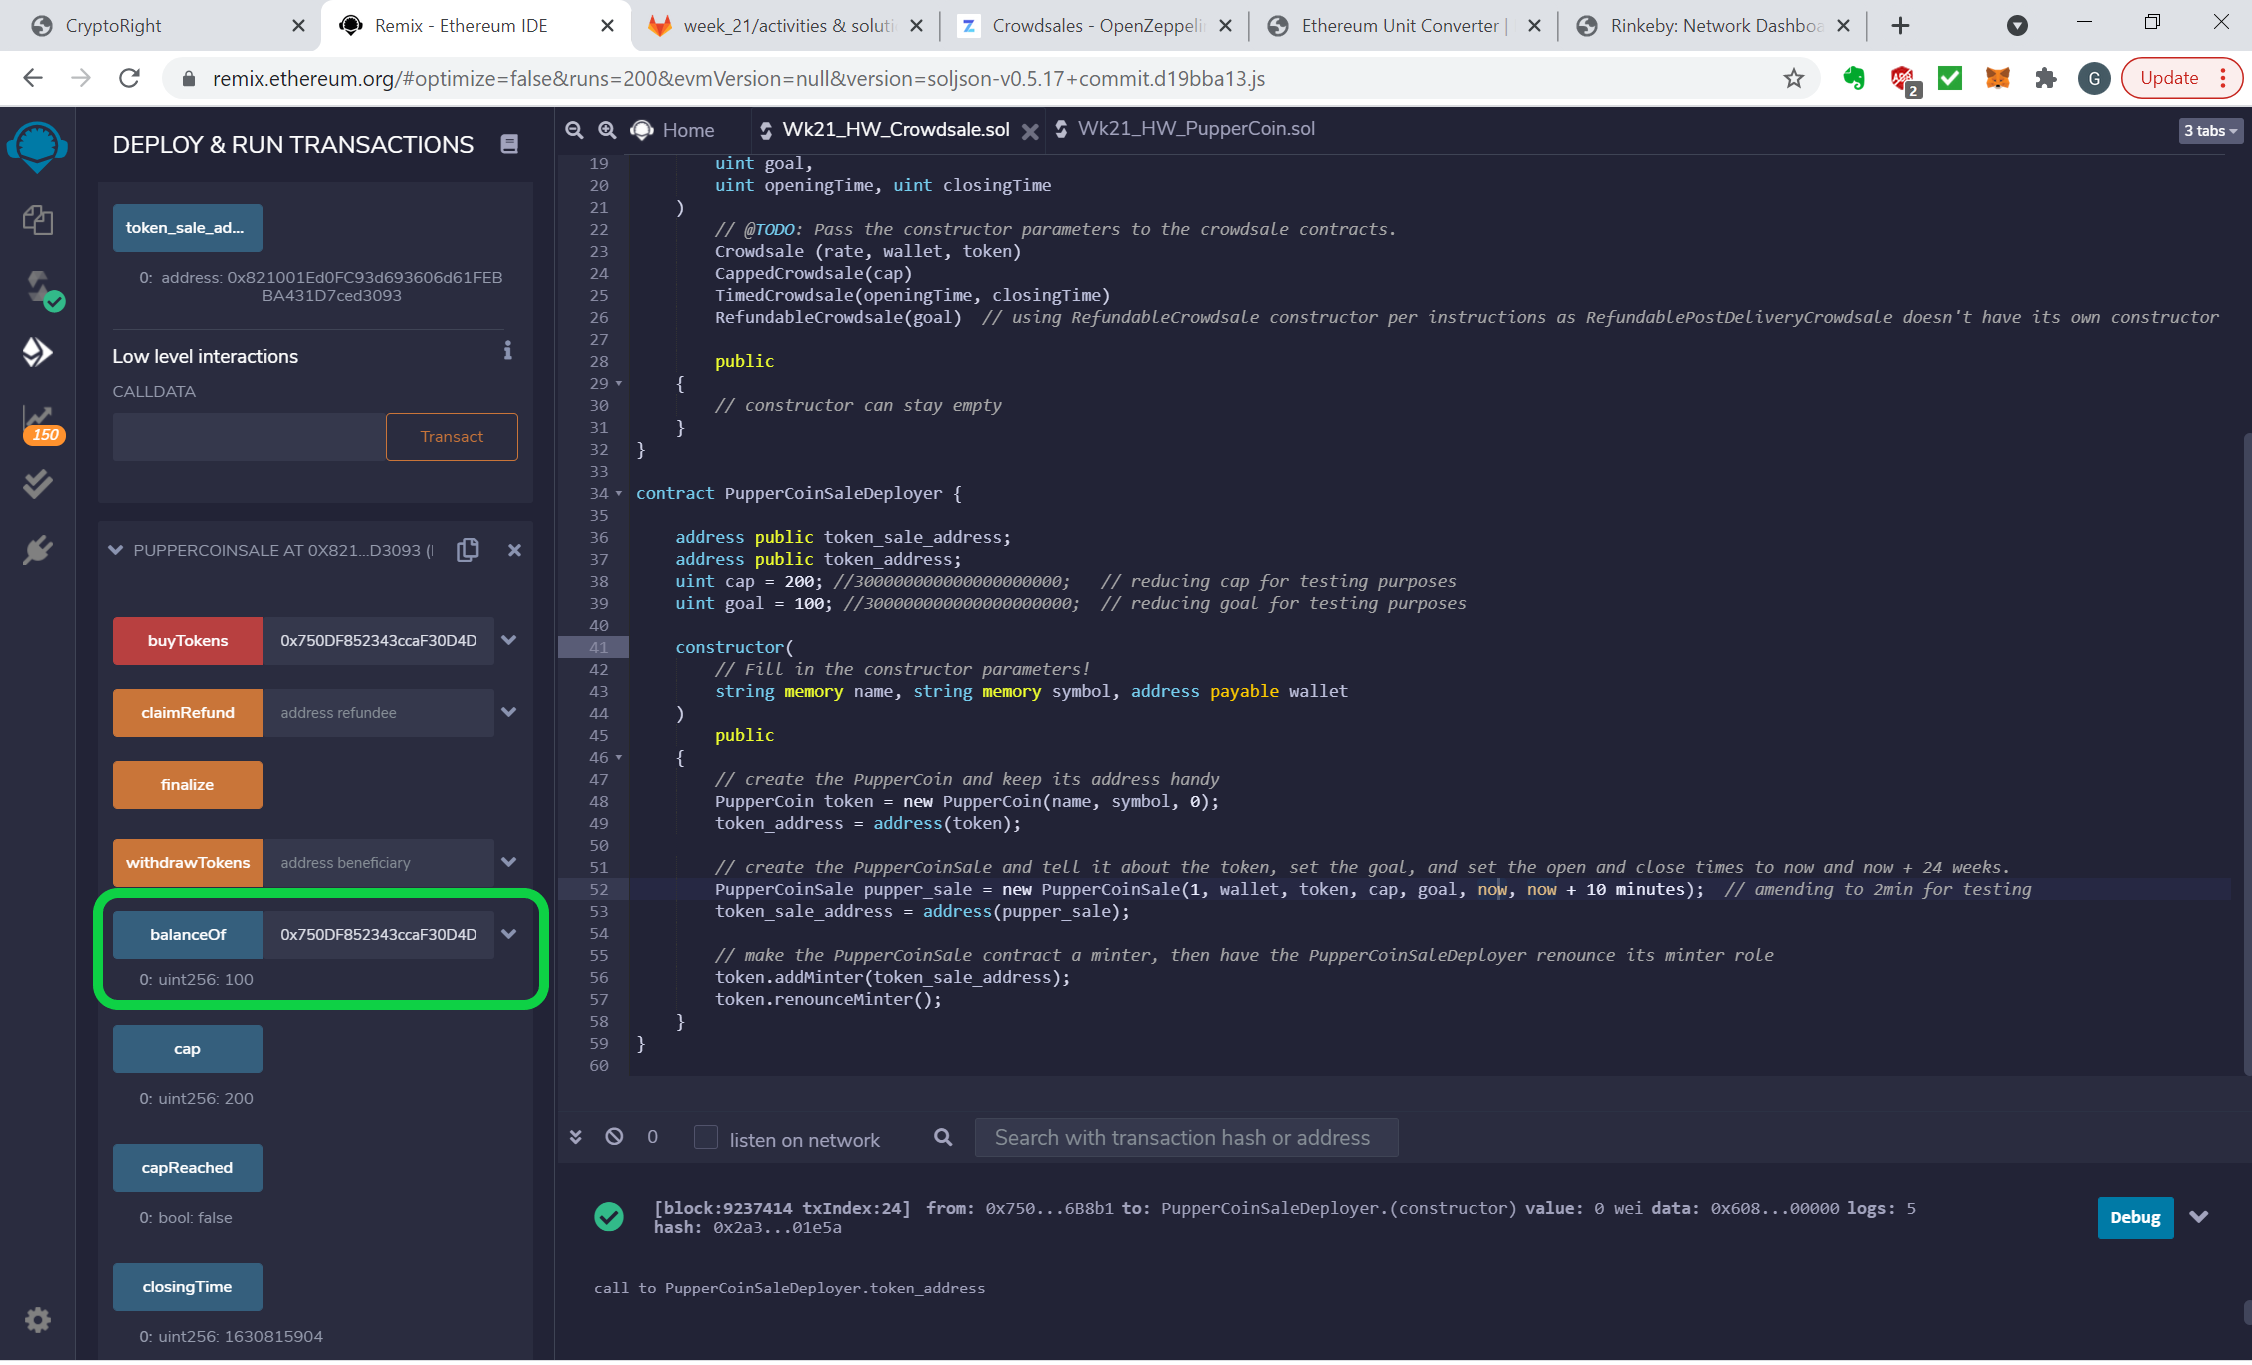 CryptoRight
Remix - Ethereum IDE
week_21/activities & soluti
Crowdsales - OpenZeppeli
Ethereum Unit Converter |
Rinkeby: Network Dashboa
remix.ethereum.org/#optimize=false&runs=200&evmVersion=null&version=soljson-v0.5.17+commit.d19bba13.js
2
G
Update
DEPLOY & RUN TRANSACTIONS
token_sale_ad...
0: address: 0x821001Ed0FC93d693606d61FEB
BA431D7ced3093
Low level interactions
i
CALLDATA
Transact
150
PUPPERCOINSALE AT 0X821...D3093 (
buyTokens 0x750DF852343ccaF30D4D
claimRefund address refundee
finalize
withdrawTokens address beneficiary
balanceOf 0x750DF852343ccaF30D4D
0: uint256: 100
cap
0: uint256: 200
capReached
0: bool: false
closingTime
0: uint256: 1630815904
Home
Wk21_HW_Crowdsale.sol
Wk21_HW_PupperCoin.sol
3 tabs
19 uint goal,
20 uint openingTime, uint closingTime
21 )
22 // @TODO: Pass the constructor parameters to the crowdsale contracts.
23 Crowdsale (rate, wallet, token)
24 CappedCrowdsale(cap)
25 TimedCrowdsale(openingTime, closingTime)
26 RefundableCrowdsale(goal) // using RefundableCrowdsale constructor per instructions as RefundablePostDeliveryCrowdsale doesn't have its own constructor
27
28 public
29 {
30 // constructor can stay empty
31 }
32 }
33
34 contract PupperCoinSaleDeployer {
35
36 address public token_sale_address;
37 address public token_address;
38 uint cap = 200; //300000000000000000000; // reducing cap for testing purposes
39 uint goal = 100; //300000000000000000000; // reducing goal for testing purposes
40
41 constructor(
42 // Fill in the constructor parameters!
43 string memory name, string memory symbol, address payable wallet
44 )
45 public
46 {
47 // create the PupperCoin and keep its address handy
48 PupperCoin token = new PupperCoin(name, symbol, 0);
49 token_address = address(token);
50
51 // create the PupperCoinSale and tell it about the token, set the goal, and set the open and close times to now and now + 24 weeks.
52 PupperCoinSale pupper_sale = new PupperCoinSale(1, wallet, token, cap, goal, now, now + 10 minutes); // amending to 2min for testing
53 token_sale_address = address(pupper_sale);
54
55 // make the PupperCoinSale contract a minter, then have the PupperCoinSaleDeployer renounce its minter role
56 token.addMinter(token_sale_address);
57 token.renounceMinter();
58 }
59 }
60
0
listen on network
Search with transaction hash or address
[block:9237414 txIndex:24] from: 0x750...6B8b1 to: PupperCoinSaleDeployer.(constructor) value: 0 wei data: 0x608...00000 logs: 5
hash: 0x2a3...01e5a
Debug
call to PupperCoinSaleDeployer.token_address